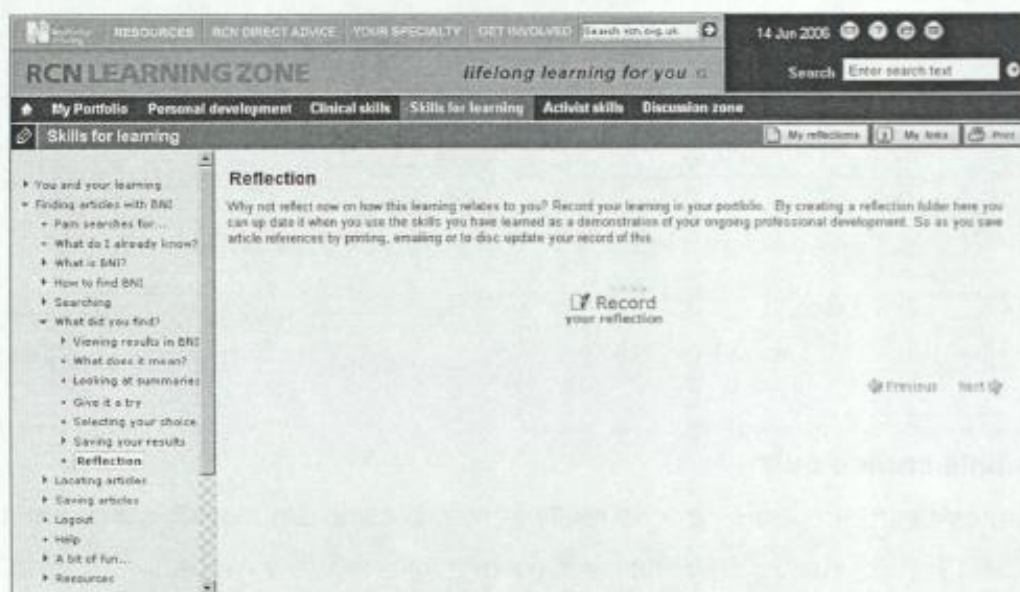 RESOURCES RCN DIRECT ADVICE YOUR SPECIALTY GET INVOLVED Search rcn.org.uk 14 Jun 2006
RCN LEARNING ZONE lifelong learning for you Search Enter search text
My Portfolio Personal development Clinical skills Skills for learning Activist skills Discussion zone
Skills for learning My reflections My links Print
You and your learning
Finding articles with BNI
Pam searches for...
What do I already know?
What is BNI?
How to find BNI
Searching
What did you find?
Viewing results in BNI
What does it mean?
Looking at summaries
Give it a try
Selecting your choice
Saving your results
Reflection
Locating articles
Saving articles
Logout
Help
A bit of fun...
Resources
Reflection
Why not reflect now on how this learning relates to you? Record your learning in your portfolio. By creating a reflection folder here you
can up date it when you use the skills you have learned as a demonstration of your ongoing professional development. So as you save
article references by printing, emailing or to disc update your record of this.
Record
your reflection
Previous Next